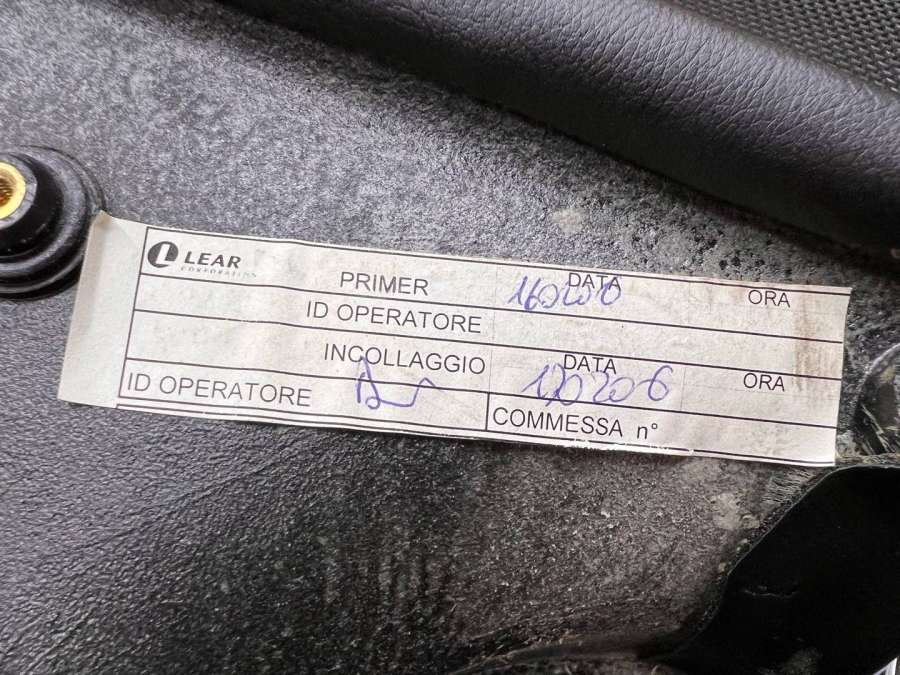 LEAR
CORPORATION
PRIMER DATA ORA
ID OPERATORE
INCOLLAGGIO DATA ORA
ID OPERATORE
COMMESSA n°